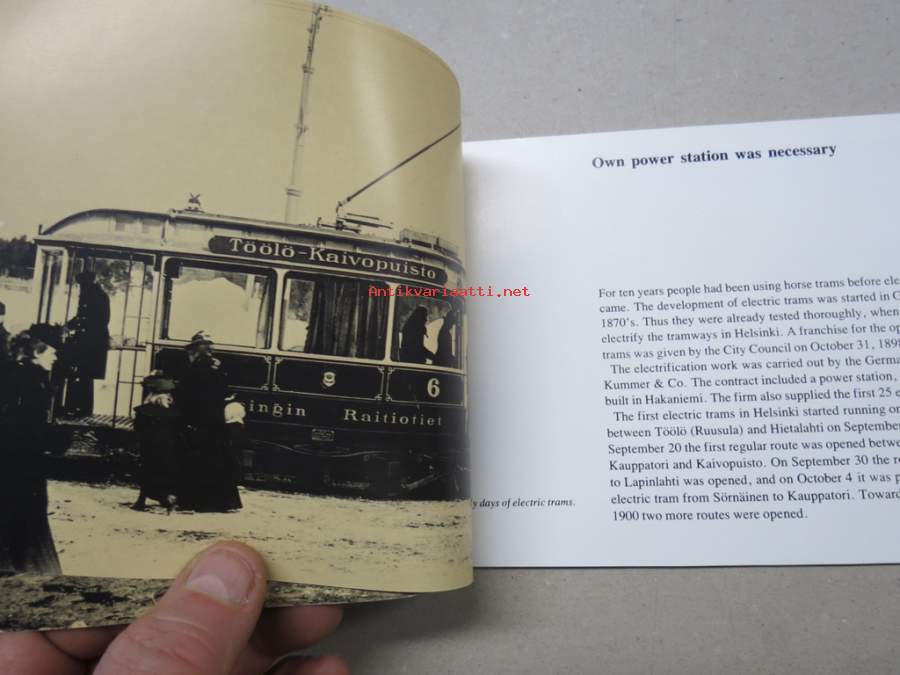 Töölö-Kaivopuisto
6
ngin Raitiotiet
Antikvariaatti.net
days of electric trams.
Own power station was necessary
For ten years people had been using horse trams before ele
came. The development of electric trams was started in G
1870's. Thus they were already tested thoroughly, when
electrify the tramways in Helsinki. A franchise for the op
trams was given by the City Council on October 31, 189
The electrification work was carried out by the Germa
Kummer & Co. The contract included a power station,
built in Hakaniemi. The firm also supplied the first 25 e
The first electric trams in Helsinki started running on
between Töölö (Ruusula) and Hietalahti on September
September 20 the first regular route was opened betwe
Kauppatori and Kaivopuisto. On September 30 the r
to Lapinlahti was opened, and on October 4 it was p
electric tram from Sörnäinen to Kauppatori. Toward
1900 two more routes were opened.